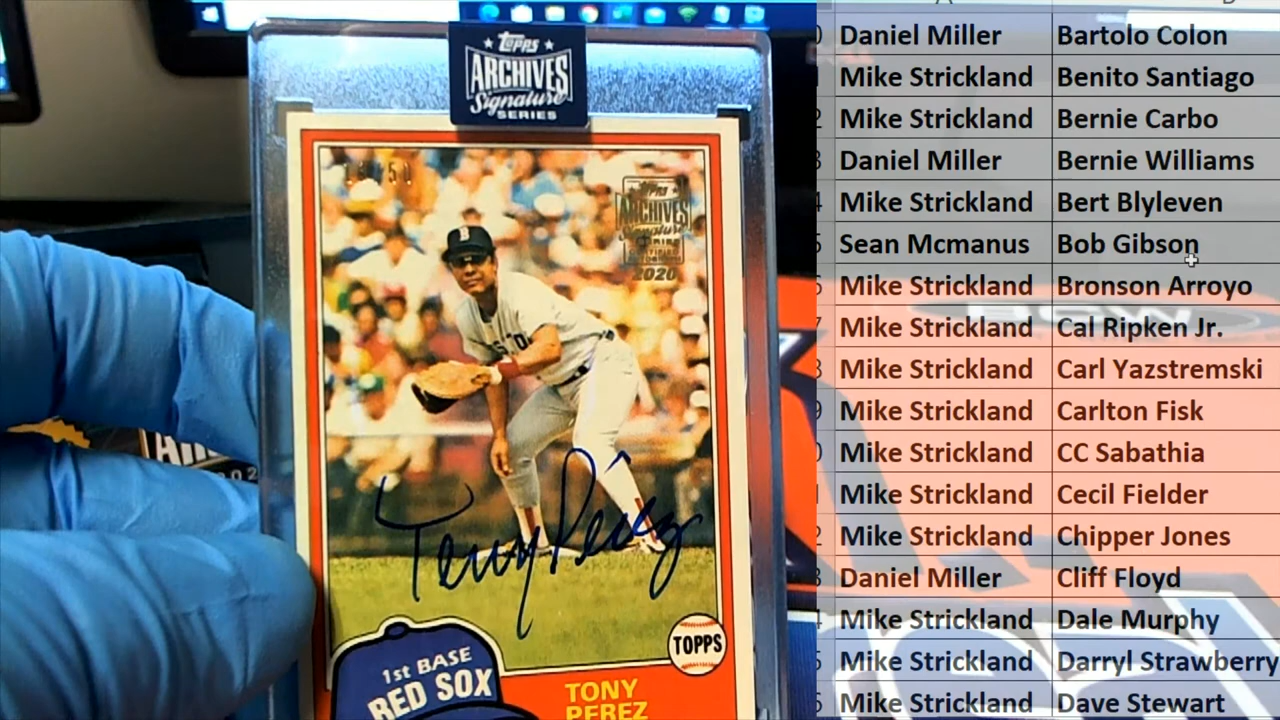 Topps
ARCHIVES
Signature
SERIES
Topps
ARCHIVES
Signature
2020
B
Tony Perez
TOPPS
1st BASE
RED SOX
TONY
PEREZ
Daniel Miller Bartolo Colon
Mike Strickland Benito Santiago
Mike Strickland Bernie Carbo
Daniel Miller Bernie Williams
Mike Strickland Bert Blyleven
Sean Mcmanus Bob Gibson
Mike Strickland Bronson Arroyo
Mike Strickland Cal Ripken Jr.
Mike Strickland Carl Yazstremski
Mike Strickland Carlton Fisk
Mike Strickland CC Sabathia
Mike Strickland Cecil Fielder
Mike Strickland Chipper Jones
Daniel Miller Cliff Floyd
Mike Strickland Dale Murphy
Mike Strickland Darryl Strawberry
Mike Strickland Dave Stewart